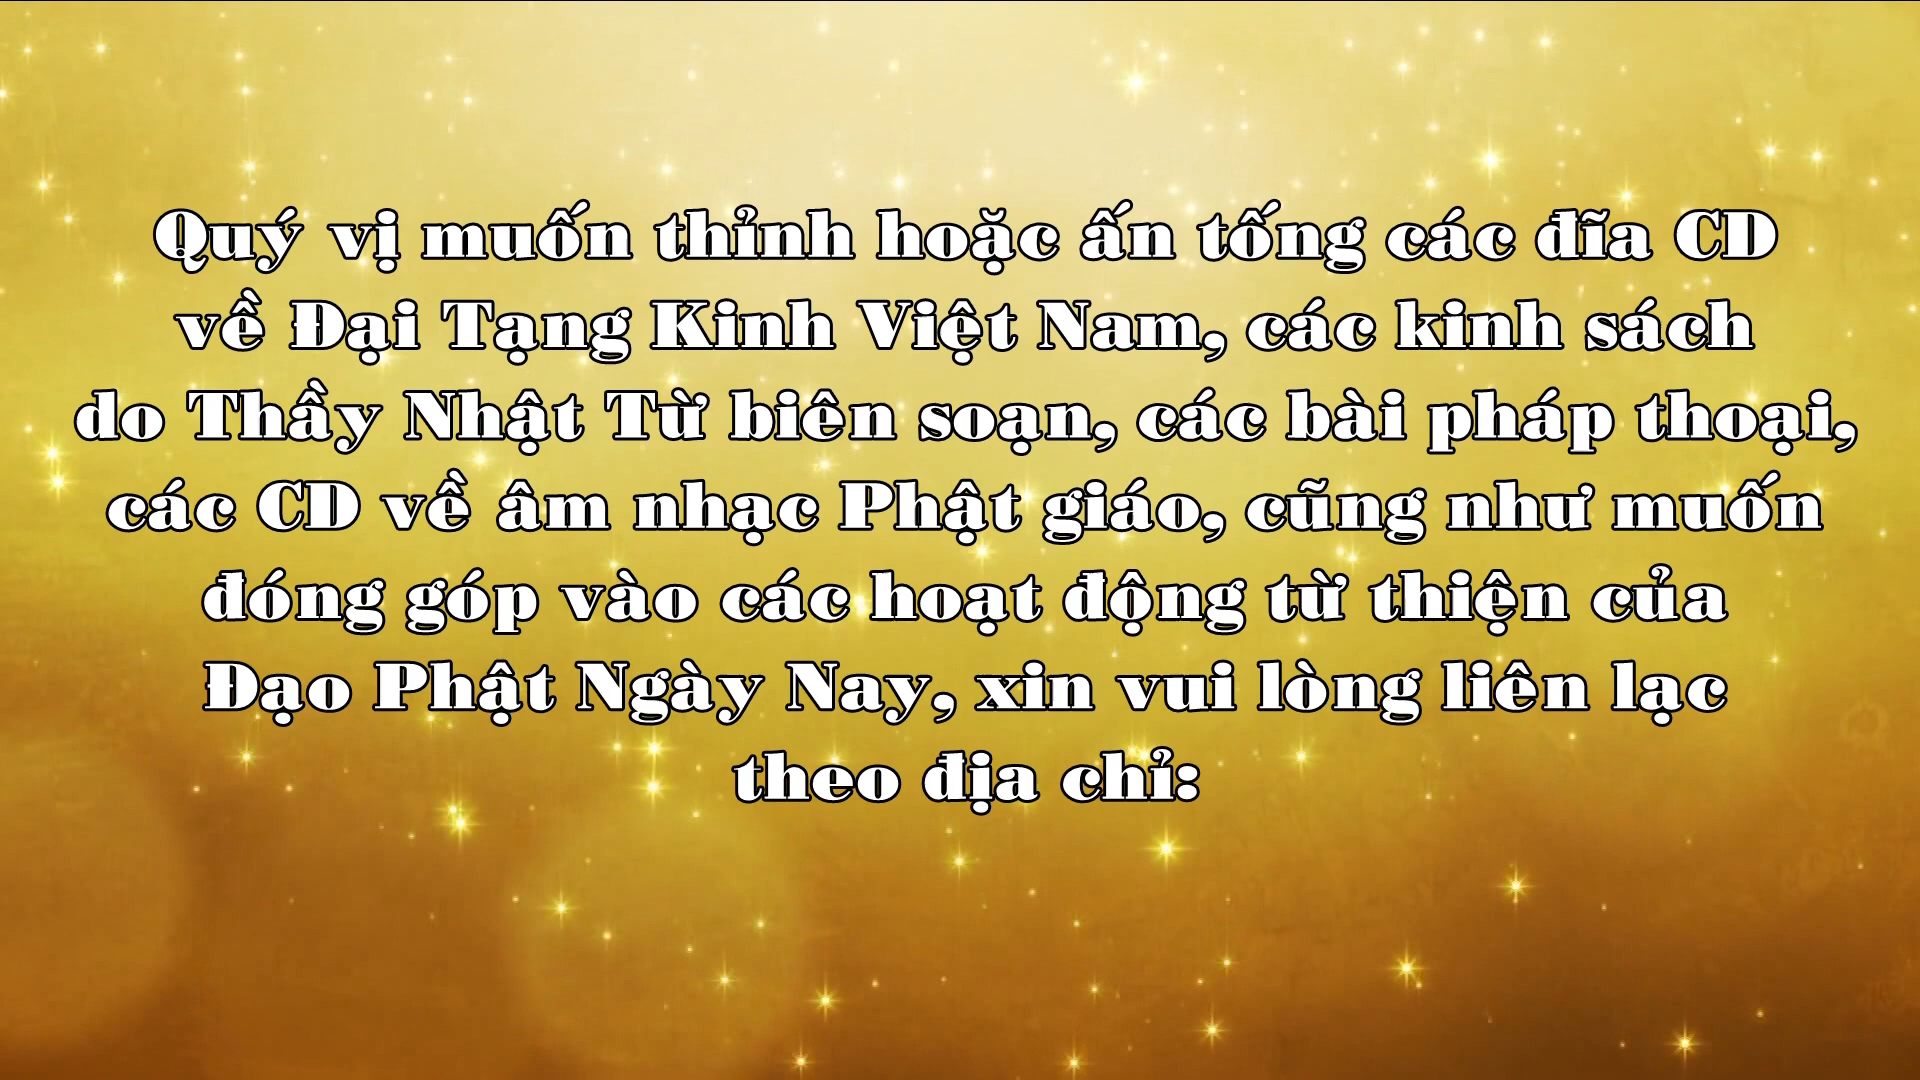 Quý vị muốn thỉnh hoặc ấn tống các đĩa CD
về Đại Tạng Kinh Việt Nam, các kinh sách
do Thầy Nhật Từ biên soạn, các bài pháp thoại,
các CD về âm nhạc Phật giáo, cũng như muốn
đóng góp vào các hoạt động từ thiện của
Đạo Phật Ngày Nay, xin vui lòng liên lạc
theo địa chỉ: